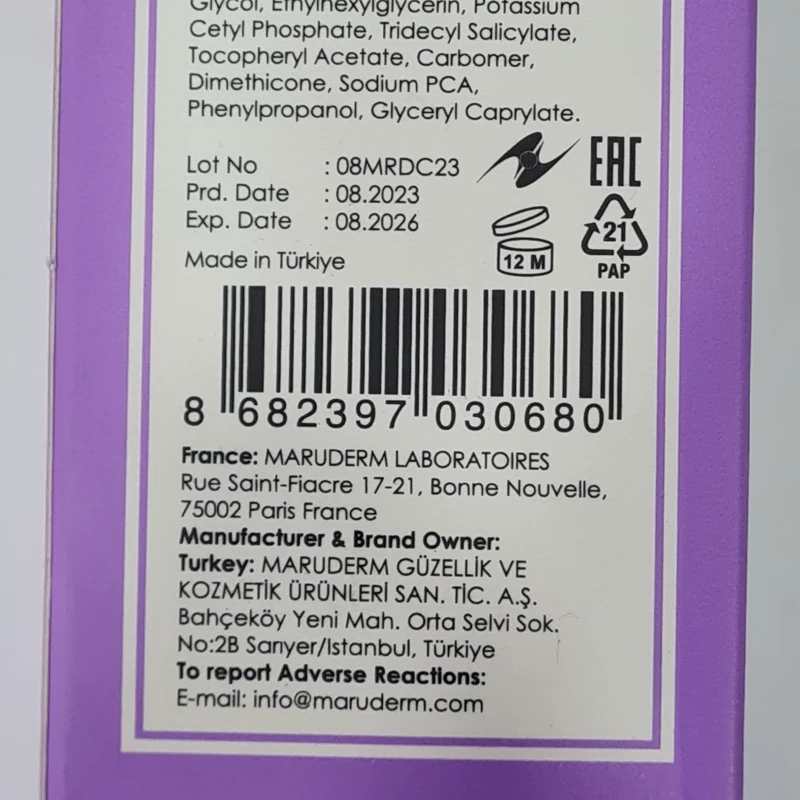 Glycol, Ethylhexylglycerin, Potassium
Cetyl Phosphate, Tridecyl Salicylate,
Tocopheryl Acetate, Carbomer,
Dimethicone, Sodium PCA,
Phenylpropanol, Glyceryl Caprylate.
Lot No : 08MRDC23
Prd. Date : 08.2023
Exp. Date : 08.2026
Made in Türkiye
EAC
12 M
21
PAP
8 682397 030680
France: MARUDERM LABORATOIRES
Rue Saint-Fiacre 17-21, Bonne Nouvelle,
75002 Paris France
Manufacturer & Brand Owner:
Turkey: MARUDERM GÜZELLİK VE
KOZMETİK ÜRÜNLERİ SAN. TİC. A.Ş.
Bahçeköy Yeni Mah. Orta Selvi Sok.
No:2B Sarıyer/Istanbul, Türkiye
To report Adverse Reactions:
E-mail: info@maruderm.com